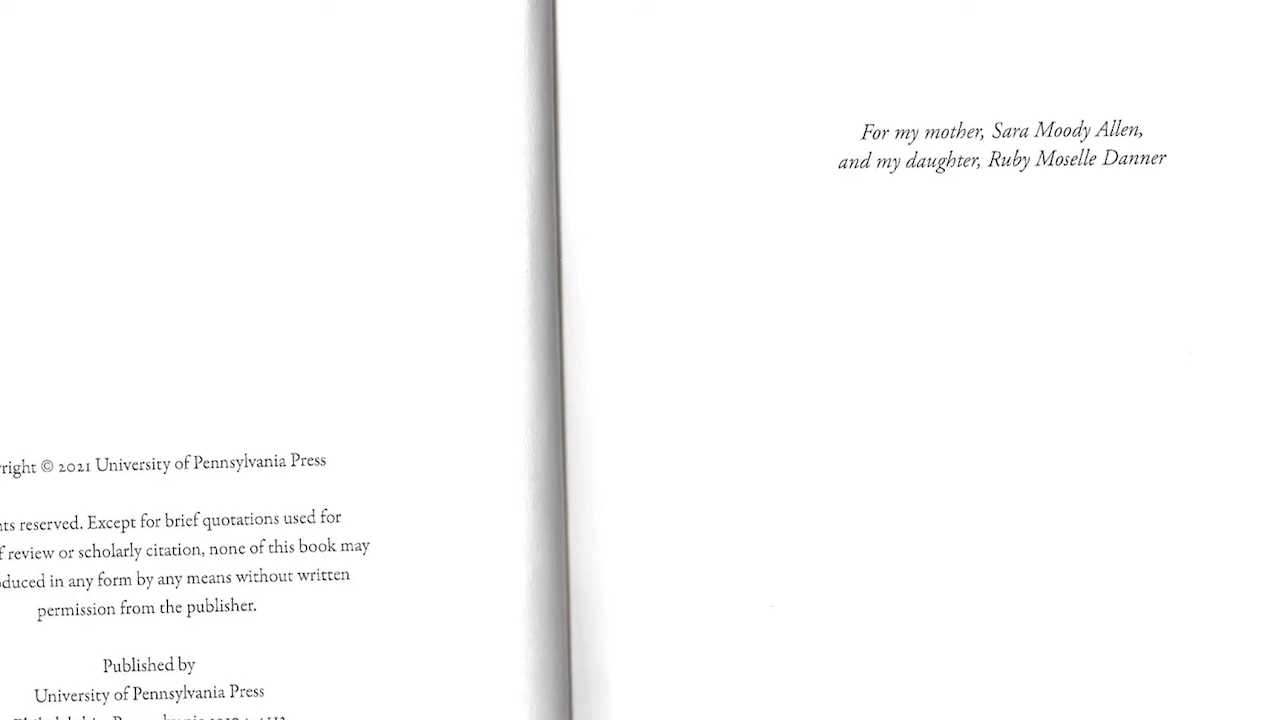 right © 2021 University of Pennsylvania Press
reserved. Except for brief quotations used for
review or scholarly citation, none of this book may
in any form by any means without written
permission from the publisher.
Published by
University of Pennsylvania Press
For my mother, Sara Moody Allen,
and my daughter, Ruby Moselle Danner